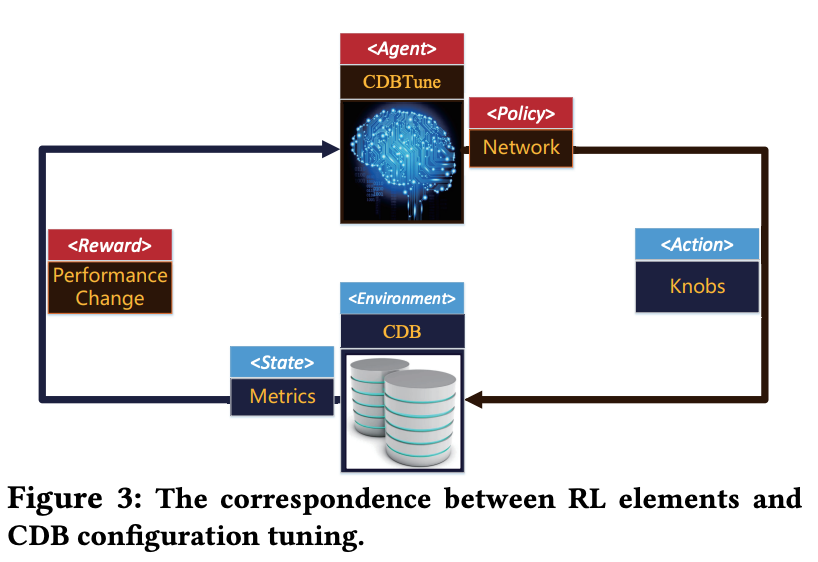 <Agent>
CDBTune
<Policy>
Network
<Reward>
Performance
Change
<Action>
Knobs
<Environment>
CDB
<State>
Metrics
Figure 3: The correspondence between RL elements and
CDB configuration tuning.